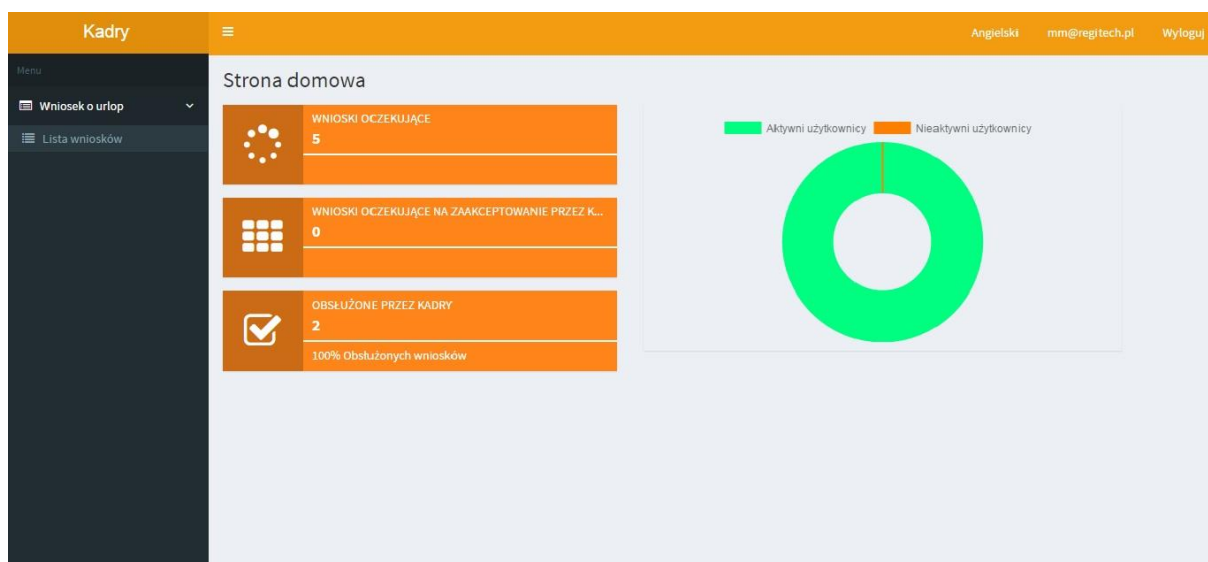 Kadry
Angielski mm@regitech.pl Wyloguj
Menu
Wniosek o urlop
Lista wniosków
Strona domowa
WNIOSKI OCZEKUJĄCE
5
WNIOSKI OCZEKUJĄCE NA ZAAKCEPTOWANIE PRZEZ K...
0
OBSŁUŻONE PRZEZ KADRY
2
100% Obsłużonych wniosków
Aktywni użytkownicy Nieaktywni użytkownicy